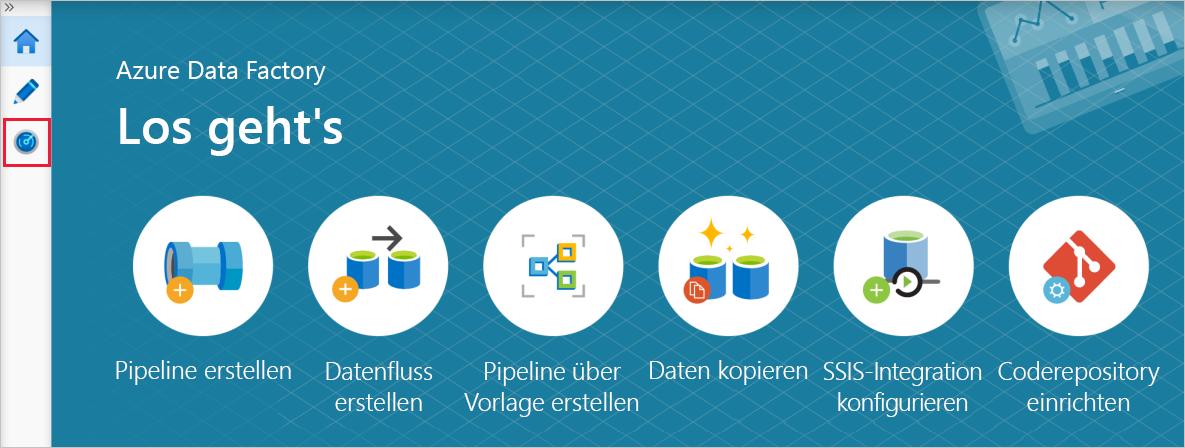 »
Azure Data Factory
Los geht's
Pipeline erstellen
Datenfluss
erstellen
Pipeline über
Vorlage erstellen
Daten kopieren
SSIS-Integration
konfigurieren
Coderepository
einrichten